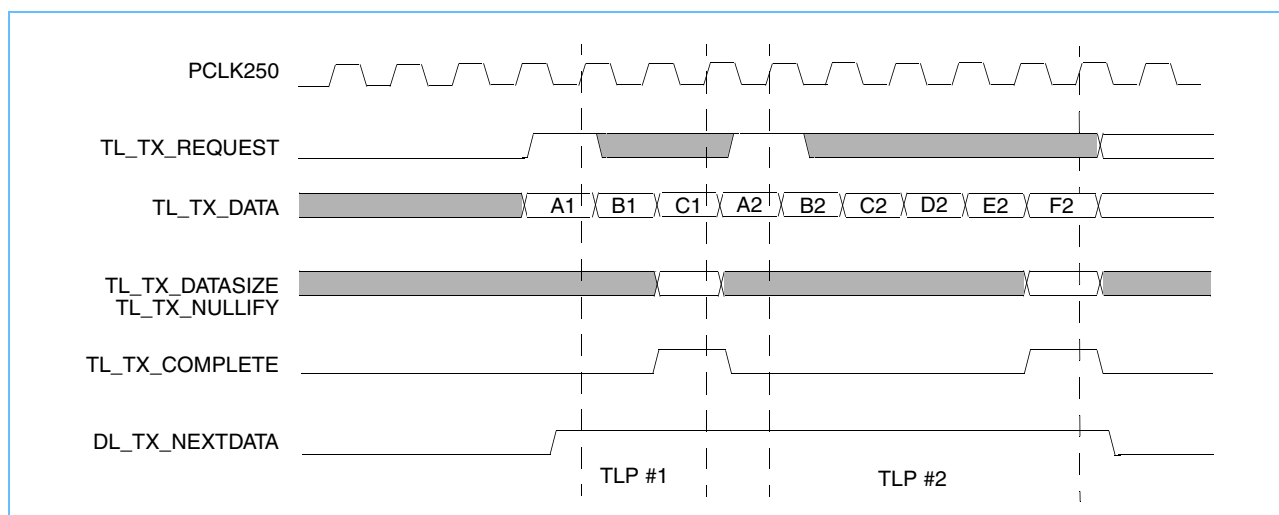 PCLK250
TL_TX_REQUEST
TL_TX_DATA
A1 B1 C1 A2 B2 C2 D2 E2 F2
TL_TX_DATASIZE
TL_TX_NULLIFY
TL_TX_COMPLETE
DL_TX_NEXTDATA
TLP #1 TLP #2